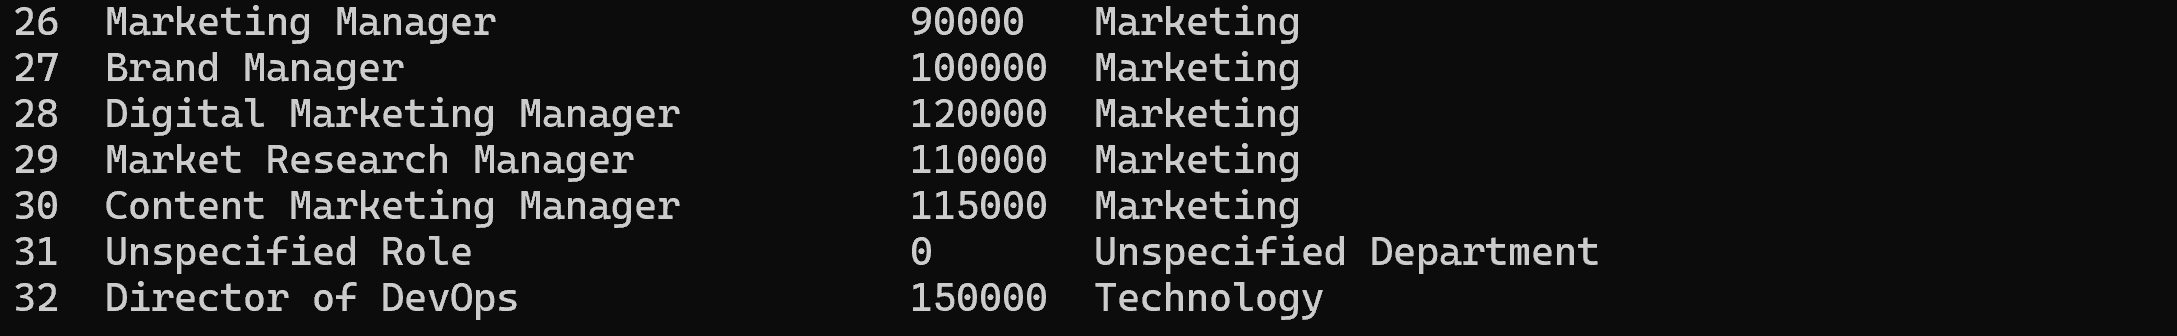 26  Marketing Manager                  90000   Marketing
27  Brand Manager                      100000  Marketing
28  Digital Marketing Manager          120000  Marketing
29  Market Research Manager            110000  Marketing
30  Content Marketing Manager          115000  Marketing
31  Unspecified Role                   0       Unspecified Department
32  Director of DevOps                 150000  Technology